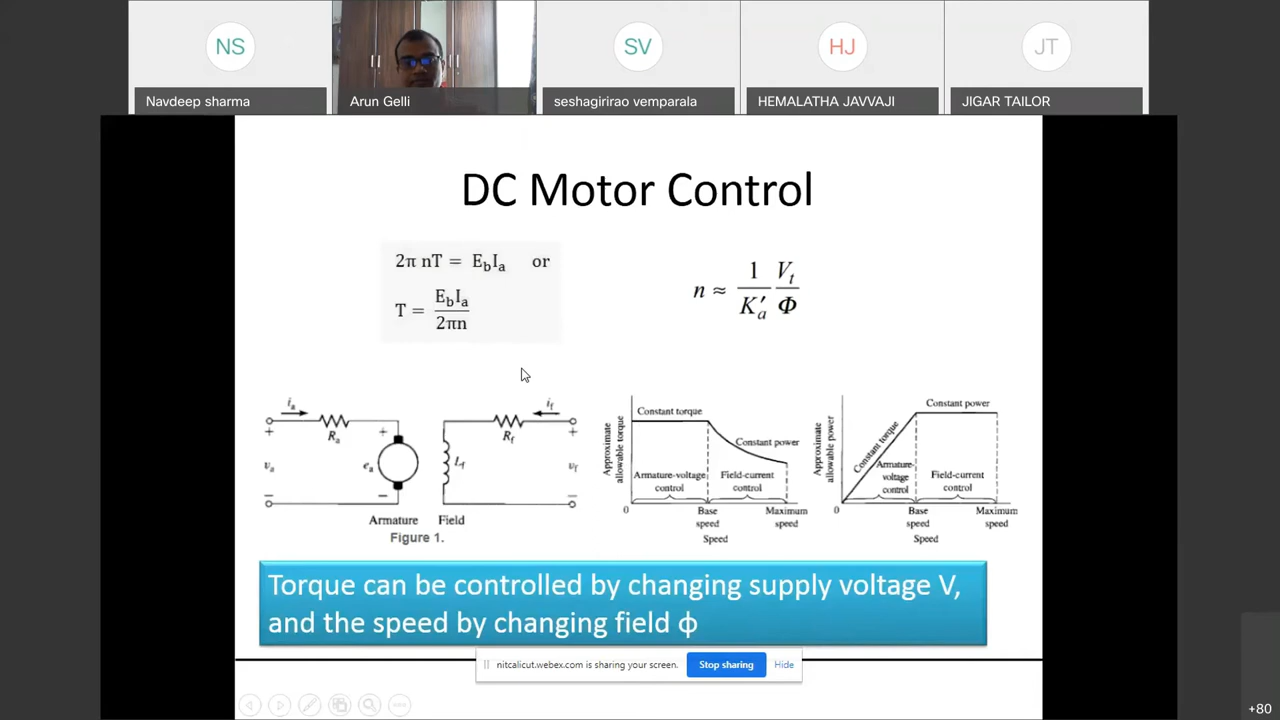 NS
SV
HJ
JT
Navdeep sharma
Arun Gelli
seshagirirao vemparala
HEMALATHA JAVVAJI
JIGAR TAILOR
DC Motor Control
2π nT = E_bI_a or
T = E_bI_a / 2πn
n ≈ 1/K'_a V_t/Φ
i_a
R_a
+
+
v_a
e_a
−
−
Armature
L_f
R_f
i_f
+
v_f
−
Field
Figure 1.
Approximate allowable torque
Constant torque
Constant power
Armature-voltage control
Field-current control
0
Base speed
Maximum speed
Speed
Approximate allowable power
Constant torque
Constant power
Armature-voltage control
Field-current control
0
Base speed
Maximum speed
Speed
Torque can be controlled by changing supply voltage V,
and the speed by changing field ϕ
nitcalicut.webex.com is sharing your screen.
Stop sharing
Hide
+80